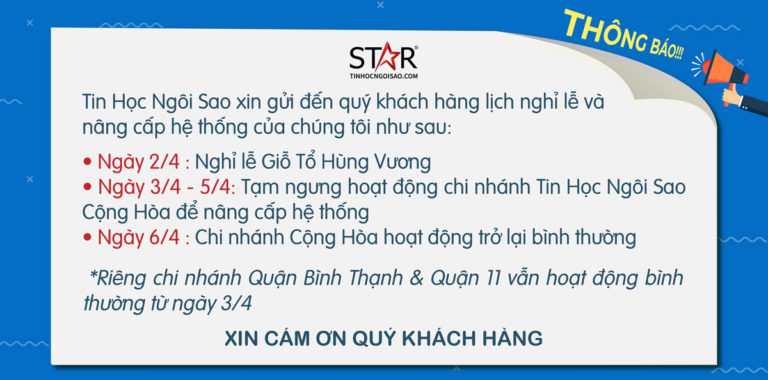 THÔNG BÁO!!!
STAR®
TINHOCNGOISAO.COM
Tin Học Ngôi Sao xin gửi đến quý khách hàng lịch nghỉ lễ và
nâng cấp hệ thống của chúng tôi như sau:
• Ngày 2/4 : Nghỉ lễ Giỗ Tổ Hùng Vương
• Ngày 3/4 - 5/4: Tạm ngưng hoạt động chi nhánh Tin Học Ngôi Sao
Cộng Hòa để nâng cấp hệ thống
• Ngày 6/4 : Chi nhánh Cộng Hòa hoạt động trở lại bình thường
*Riêng chi nhánh Quận Bình Thạnh & Quận 11 vẫn hoạt động bình
thường từ ngày 3/4
XIN CÁM ƠN QUÝ KHÁCH HÀNG